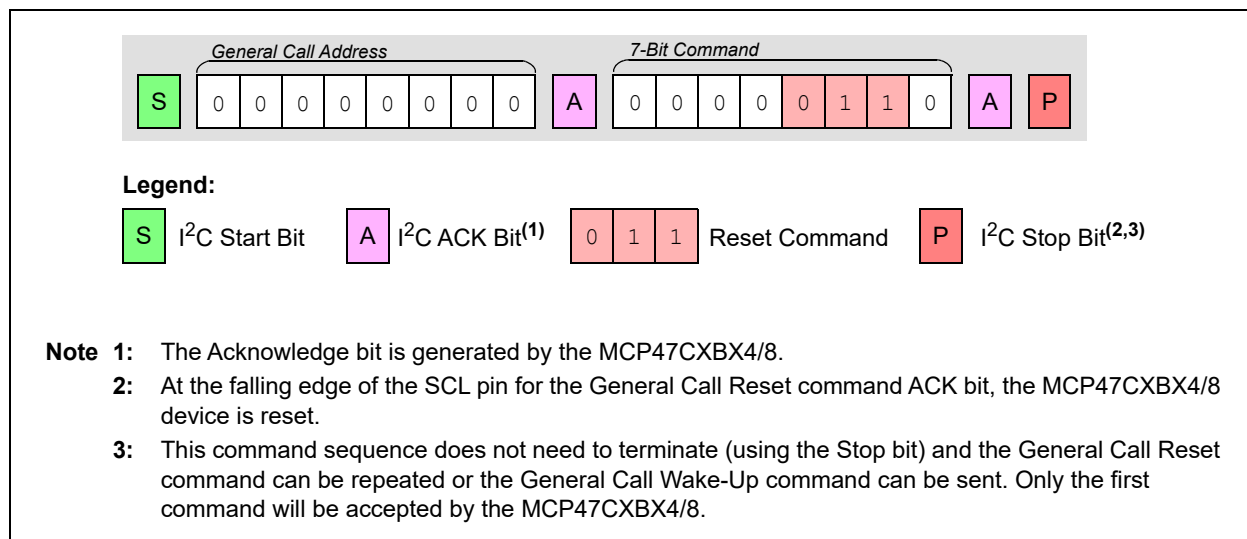 General Call Address 7-Bit Command
S 0 0 0 0 0 0 0 0 A 0 0 0 0 0 1 1 0 A P
Legend:
S I²C Start Bit A I²C ACK Bit(1) 0 1 1 Reset Command P I²C Stop Bit(2,3)
Note 1: The Acknowledge bit is generated by the MCP47CXBX4/8.
2: At the falling edge of the SCL pin for the General Call Reset command ACK bit, the MCP47CXBX4/8
device is reset.
3: This command sequence does not need to terminate (using the Stop bit) and the General Call Reset
command can be repeated or the General Call Wake-Up command can be sent. Only the first
command will be accepted by the MCP47CXBX4/8.